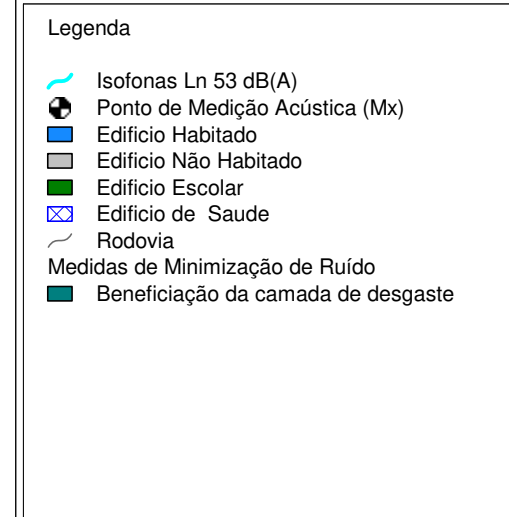 Legenda
Isofonas Ln 53 dB(A)
Ponto de Medição Acústica (Mx)
Edificio Habitado
Edificio Não Habitado
Edificio Escolar
Edificio de Saude
Rodovia
Medidas de Minimização de Ruído
Beneficiação da camada de desgaste